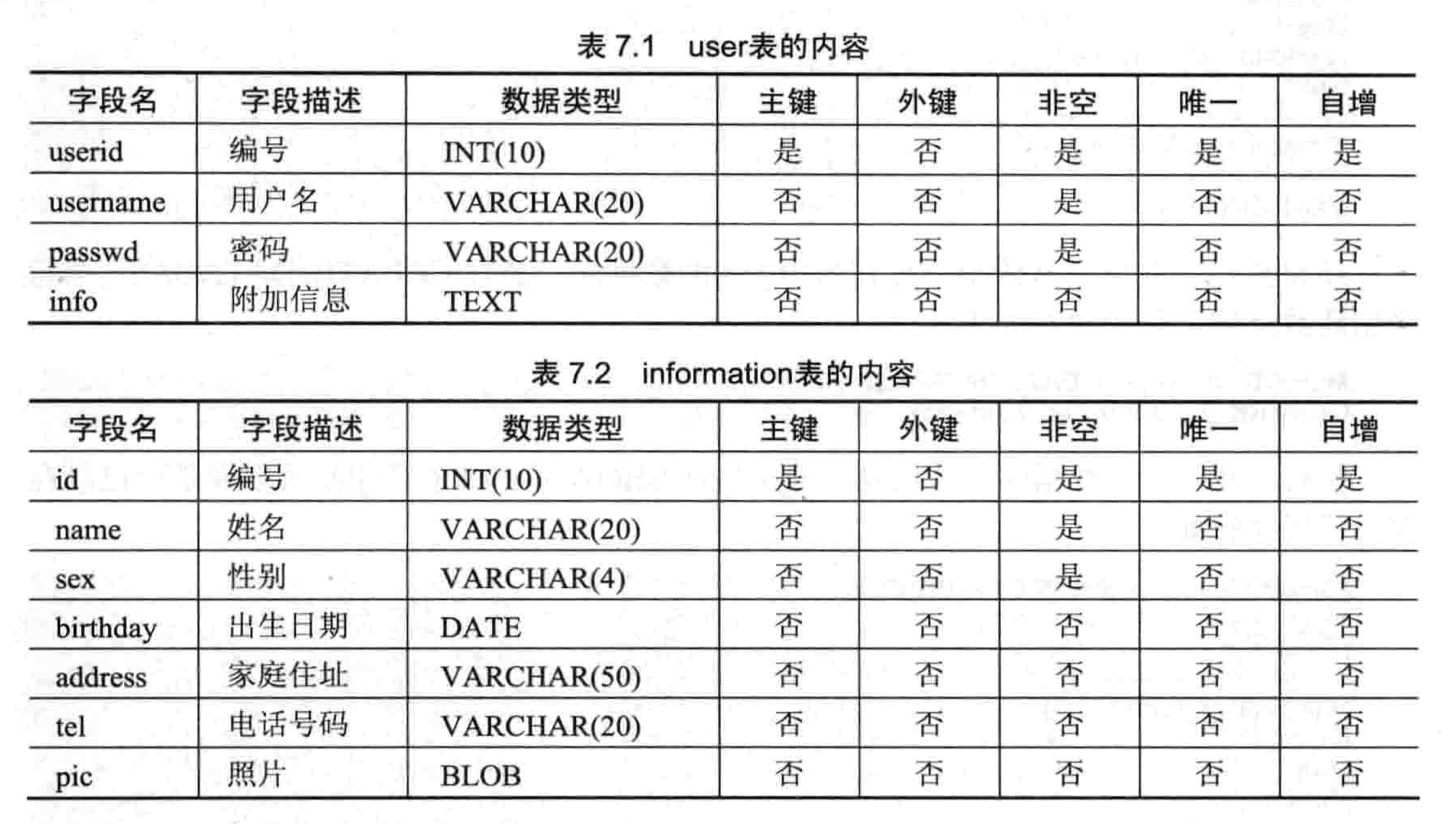 表 7.1 user表的内容
字段名 字段描述 数据类型 主键 外键 非空 唯一 自增
userid 编号 INT(10) 是 否 是 是 是
username 用户名 VARCHAR(20) 否 否 是 否 否
passwd 密码 VARCHAR(20) 否 否 是 否 否
info 附加信息 TEXT 否 否 否 否 否
表 7.2 information表的内容
字段名 字段描述 数据类型 主键 外键 非空 唯一 自增
id 编号 INT(10) 是 否 是 是 是
name 姓名 VARCHAR(20) 否 否 是 否 否
sex 性别 VARCHAR(4) 否 否 是 否 否
birthday 出生日期 DATE 否 否 否 否 否
address 家庭住址 VARCHAR(50) 否 否 否 否 否
tel 电话号码 VARCHAR(20) 否 否 否 否 否
pic 照片 BLOB 否 否 否 否 否